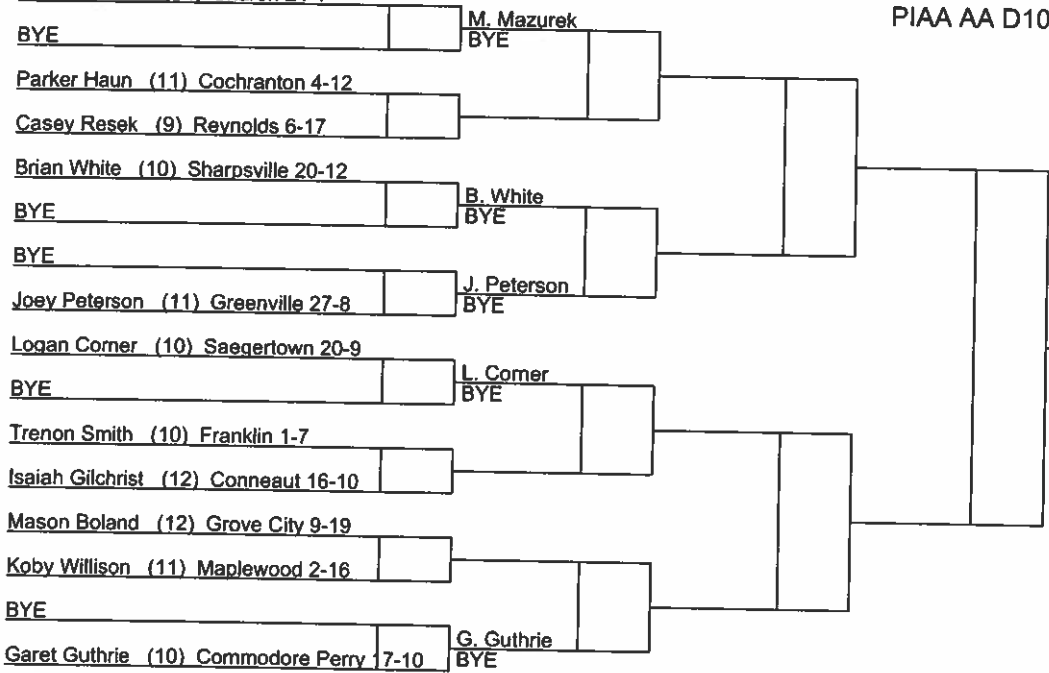 PIAA AA D10
M. Mazurek
BYE
BYE
Parker Haun (11) Cochranton 4-12
Casey Resek (9) Reynolds 6-17
Brian White (10) Sharpsville 20-12
B. White
BYE
BYE
BYE
J. Peterson
BYE
Joey Peterson (11) Greenville 27-8
Logan Corner (10) Saegertown 20-9
L. Corner
BYE
BYE
Trenon Smith (10) Franklin 1-7
Isaiah Gilchrist (12) Conneaut 16-10
Mason Boland (12) Grove City 9-19
Koby Willison (11) Maplewood 2-16
BYE
G. Guthrie
BYE
Garet Guthrie (10) Commodore Perry 17-10